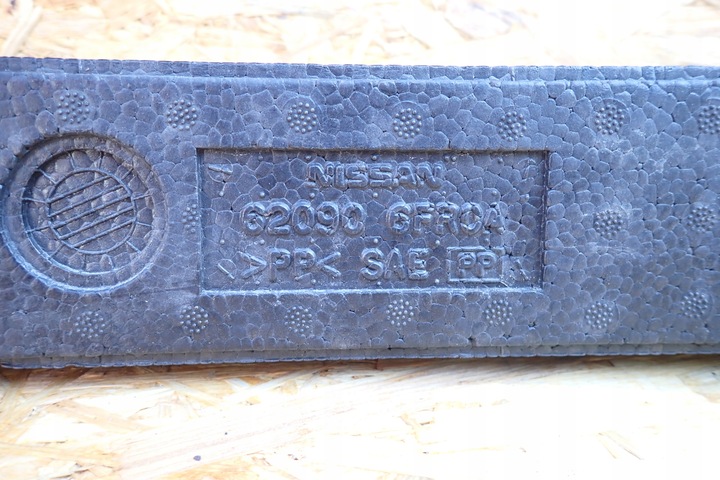 NISSAN
62090 6FR0A
>PP< SAE PP